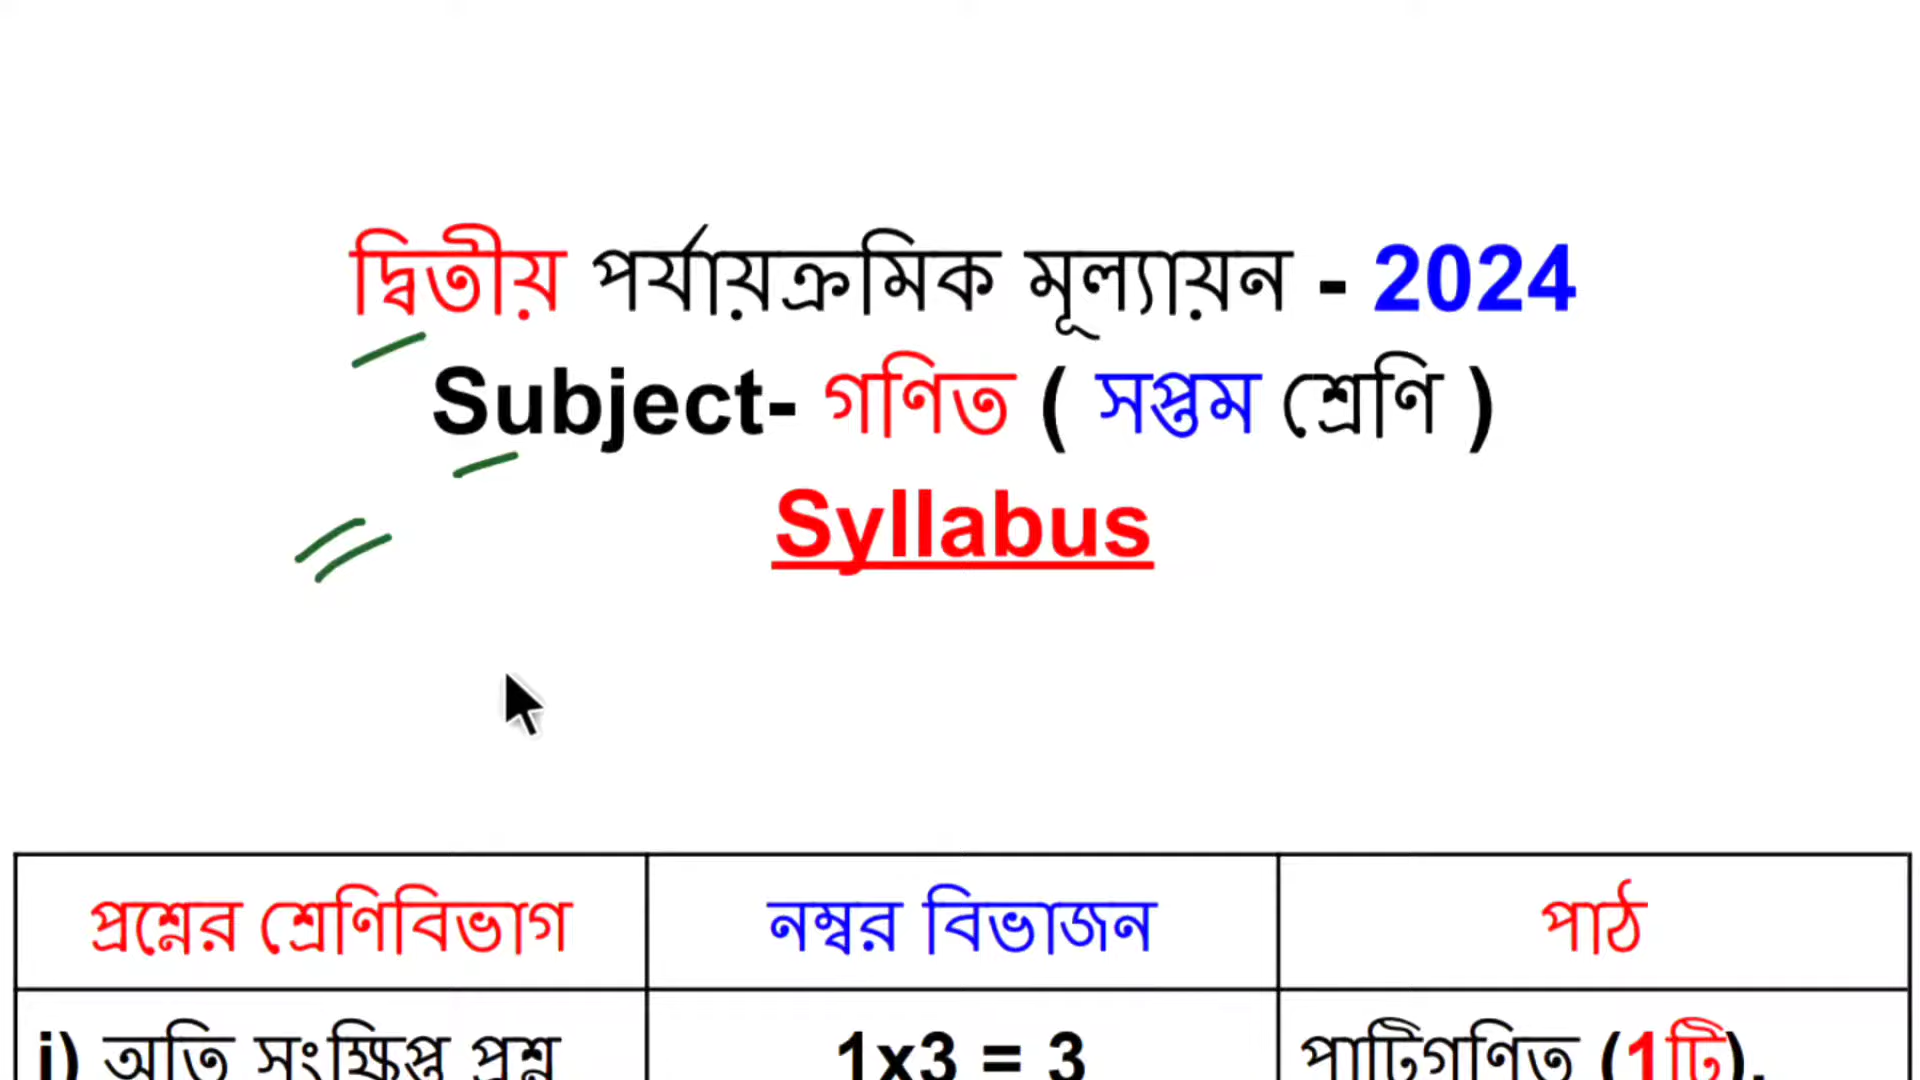 দ্বিতীয় পর্যায়ক্রমিক মূল্যায়ন - 2024
Subject- গণিত ( সপ্তম শ্রেণি )
Syllabus
প্রশ্নের শ্রেণিবিভাগ নম্বর বিভাজন পাঠ
i) অতি সংক্ষিপ্ত প্রশ্ন 1x3 = 3 পাটিগণিত (1টি),